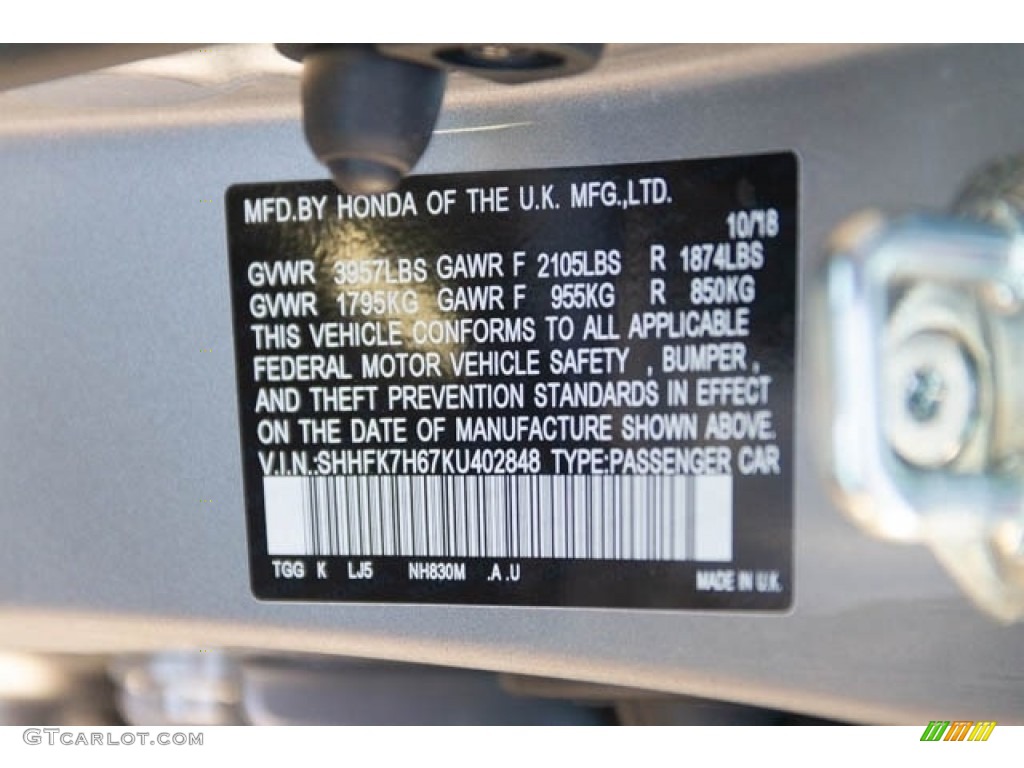 MFD.BY HONDA OF THE U.K. MFG.,LTD.
10/18
GVWR 3957LBS GAWR F 2105LBS R 1874LBS
GVWR 1795KG GAWR F 955KG R 850KG
THIS VEHICLE CONFORMS TO ALL APPLICABLE
FEDERAL MOTOR VEHICLE SAFETY , BUMPER ,
AND THEFT PREVENTION STANDARDS IN EFFECT
ON THE DATE OF MANUFACTURE SHOWN ABOVE.
V.I.N.:SHHFK7H67KU402848 TYPE:PASSENGER CAR
TGG K LJ5 NH830M .A .U
MADE IN U.K.
GTCARLOT.COM